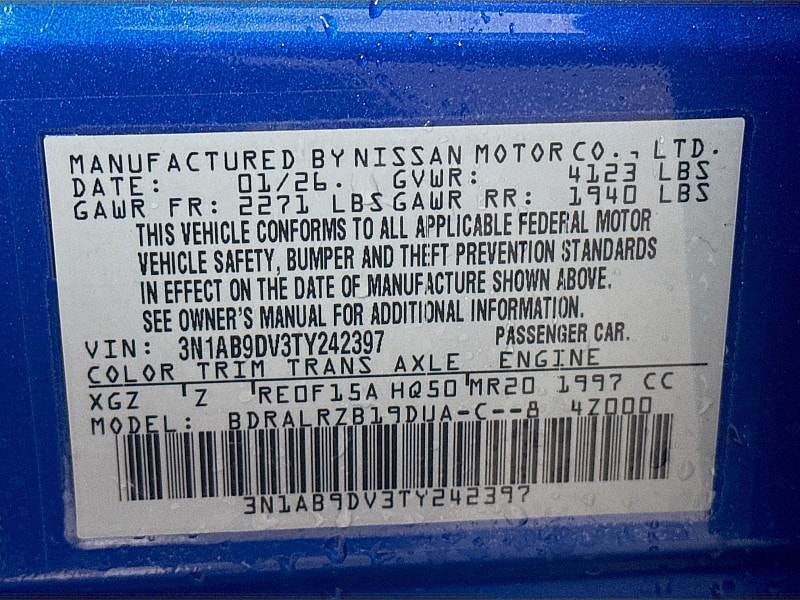 MANUFACTURED BY NISSAN MOTOR CO., LTD.
DATE: 01/26. GVWR: 4123 LBS
GAWR FR: 2271 LBS GAWR RR: 1940 LBS
THIS VEHICLE CONFORMS TO ALL APPLICABLE FEDERAL MOTOR
VEHICLE SAFETY, BUMPER AND THEFT PREVENTION STANDARDS
IN EFFECT ON THE DATE OF MANUFACTURE SHOWN ABOVE.
SEE OWNER'S MANUAL FOR ADDITIONAL INFORMATION.
VIN: 3N1AB9DV3TY242397 PASSENGER CAR.
COLOR TRIM TRANS AXLE ENGINE
XGZ Z RE0F15A HQ50 MR20 1997 CC
MODEL: BDRALRZB19DUA-C--8 4Z000
3N1AB9DV3TY242397